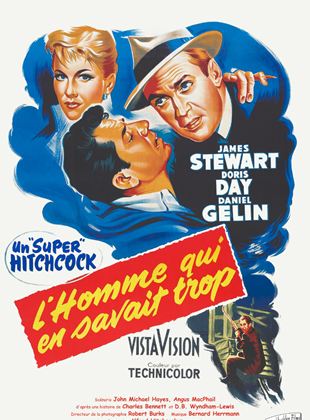 JAMES
STEWART
DORIS
DAY
DANIEL
GELIN
Un "SUPER"
HITCHCOCK
l'Homme qui
en savait trop
VISTAVISION
Couleur par
TECHNICOLOR
Scénario John Michael Hayes, Angus MacPhail
d'après une histoire de Charles Bennett et D.B. Wyndham-Lewis
Directeur de la photographie Robert Burks Musique Bernard Herrmann